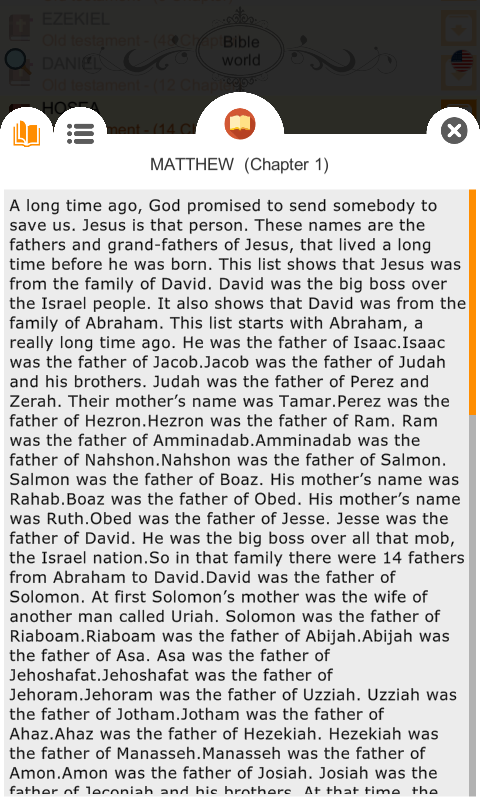 EZEKIEL
Old testament - (48 Chapt
Bible
world
DANIEL
Old testament - (12 Chapt
HOSEA
ment - (14 C
MATTHEW (Chapter 1)
A long time ago, God promised to send somebody to
save us. Jesus is that person. These names are the
fathers and grand-fathers of Jesus, that lived a long
time before he was born. This list shows that Jesus was
from the family of David. David was the big boss over
the Israel people. It also shows that David was from the
family of Abraham. This list starts with Abraham, a
really long time ago. He was the father of Isaac.Isaac
was the father of Jacob.Jacob was the father of Judah
and his brothers. Judah was the father of Perez and
Zerah. Their mother’s name was Tamar.Perez was the
father of Hezron.Hezron was the father of Ram. Ram
was the father of Amminadab.Amminadab was the
father of Nahshon.Nahshon was the father of Salmon.
Salmon was the father of Boaz. His mother’s name was
Rahab.Boaz was the father of Obed. His mother’s name
was Ruth.Obed was the father of Jesse. Jesse was the
father of David. He was the big boss over all that mob,
the Israel nation.So in that family there were 14 fathers
from Abraham to David.David was the father of
Solomon. At first Solomon’s mother was the wife of
another man called Uriah. Solomon was the father of
Riaboam.Riaboam was the father of Abijah.Abijah was
the father of Asa. Asa was the father of
Jehoshafat.Jehoshafat was the father of
Jehoram.Jehoram was the father of Uzziah. Uzziah was
the father of Jotham.Jotham was the father of
Ahaz.Ahaz was the father of Hezekiah. Hezekiah was
the father of Manasseh.Manasseh was the father of
Amon.Amon was the father of Josiah. Josiah was the
father of Jeconiah and his brothers. At that time, the